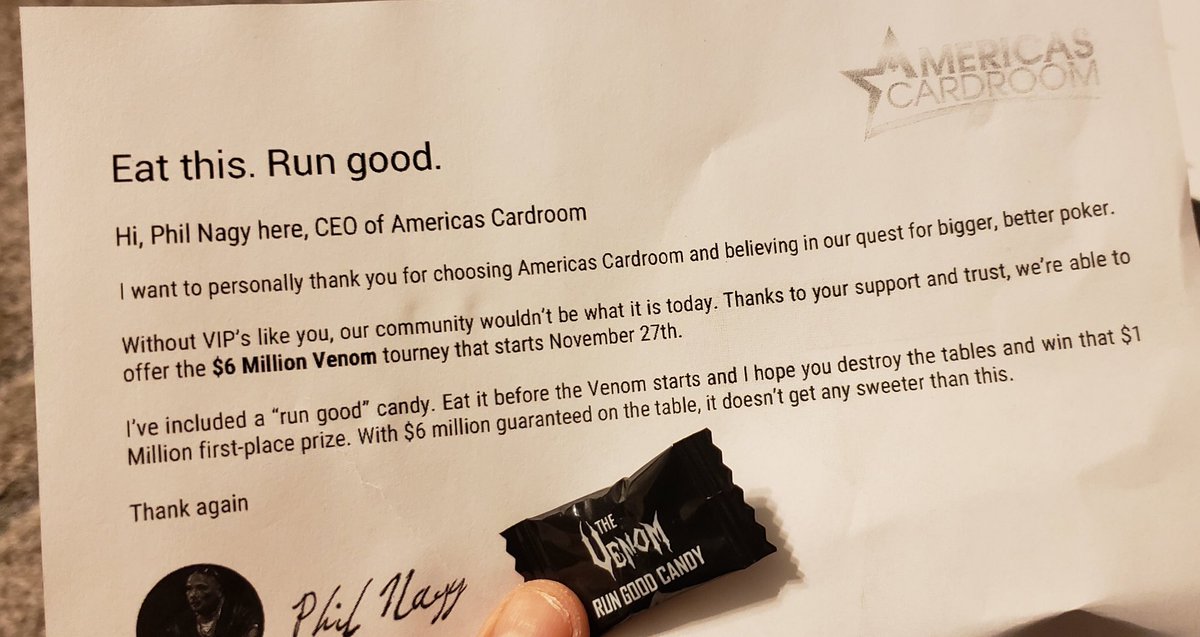 AMERICAS
CARDROOM
Eat this. Run good.
Hi, Phil Nagy here, CEO of Americas Cardroom
I want to personally thank you for choosing Americas Cardroom and believing in our quest for bigger, better poker.
Without VIP's like you, our community wouldn't be what it is today. Thanks to your support and trust, we're able to
offer the $6 Million Venom tourney that starts November 27th.
I've included a “run good” candy. Eat it before the Venom starts and I hope you destroy the tables and win that $1
Million first-place prize. With $6 million guaranteed on the table, it doesn't get any sweeter than this.
Thank again
Phil Nagy
THE
VENOM
RUN GOOD CANDY